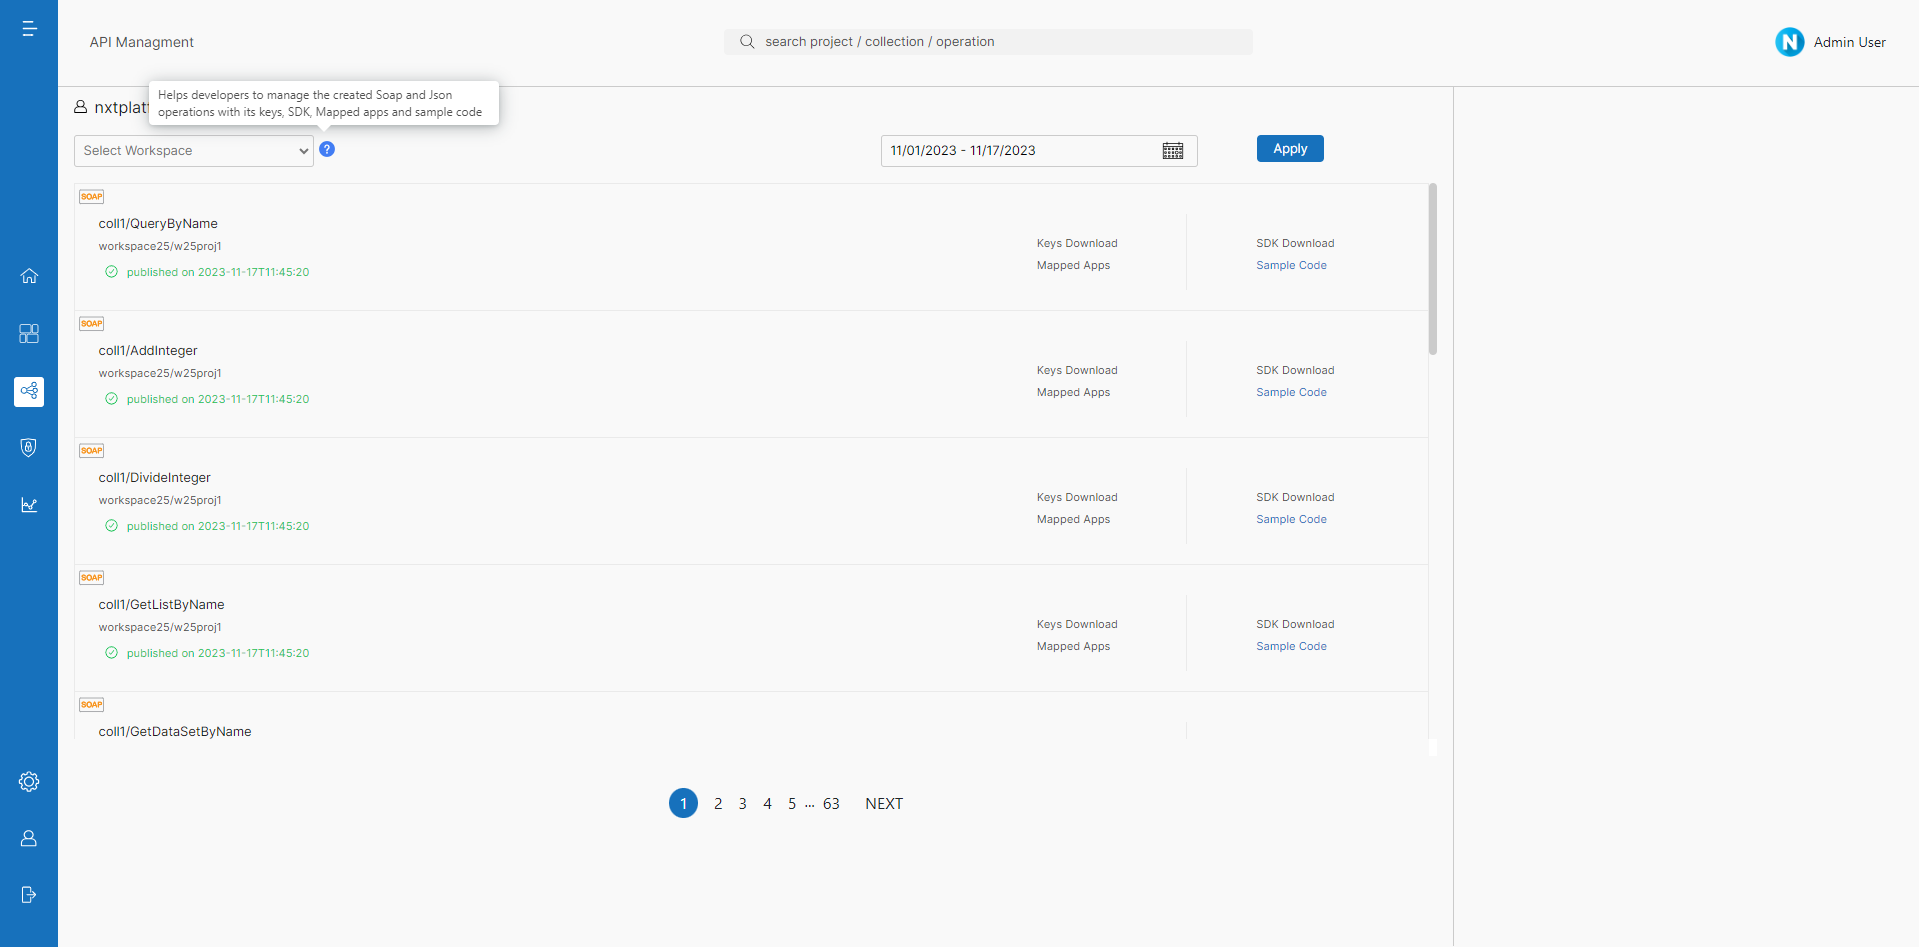 API Managment
search project / collection / operation
N Admin User
Helps developers to manage the created Soap and Json
operations with its keys, SDK, Mapped apps and sample code
Select Workspace
?
11/01/2023 - 11/17/2023
Apply
SOAP
coll1/QueryByName
workspace25/w25proj1
published on 2023-11-17T11:45:20
Keys Download
Mapped Apps
SDK Download
Sample Code
SOAP
coll1/AddInteger
workspace25/w25proj1
published on 2023-11-17T11:45:20
Keys Download
Mapped Apps
SDK Download
Sample Code
SOAP
coll1/DivideInteger
workspace25/w25proj1
published on 2023-11-17T11:45:20
Keys Download
Mapped Apps
SDK Download
Sample Code
SOAP
coll1/GetListByName
workspace25/w25proj1
published on 2023-11-17T11:45:20
Keys Download
Mapped Apps
SDK Download
Sample Code
SOAP
coll1/GetDataSetByName
1 2 3 4 5 ... 63 NEXT